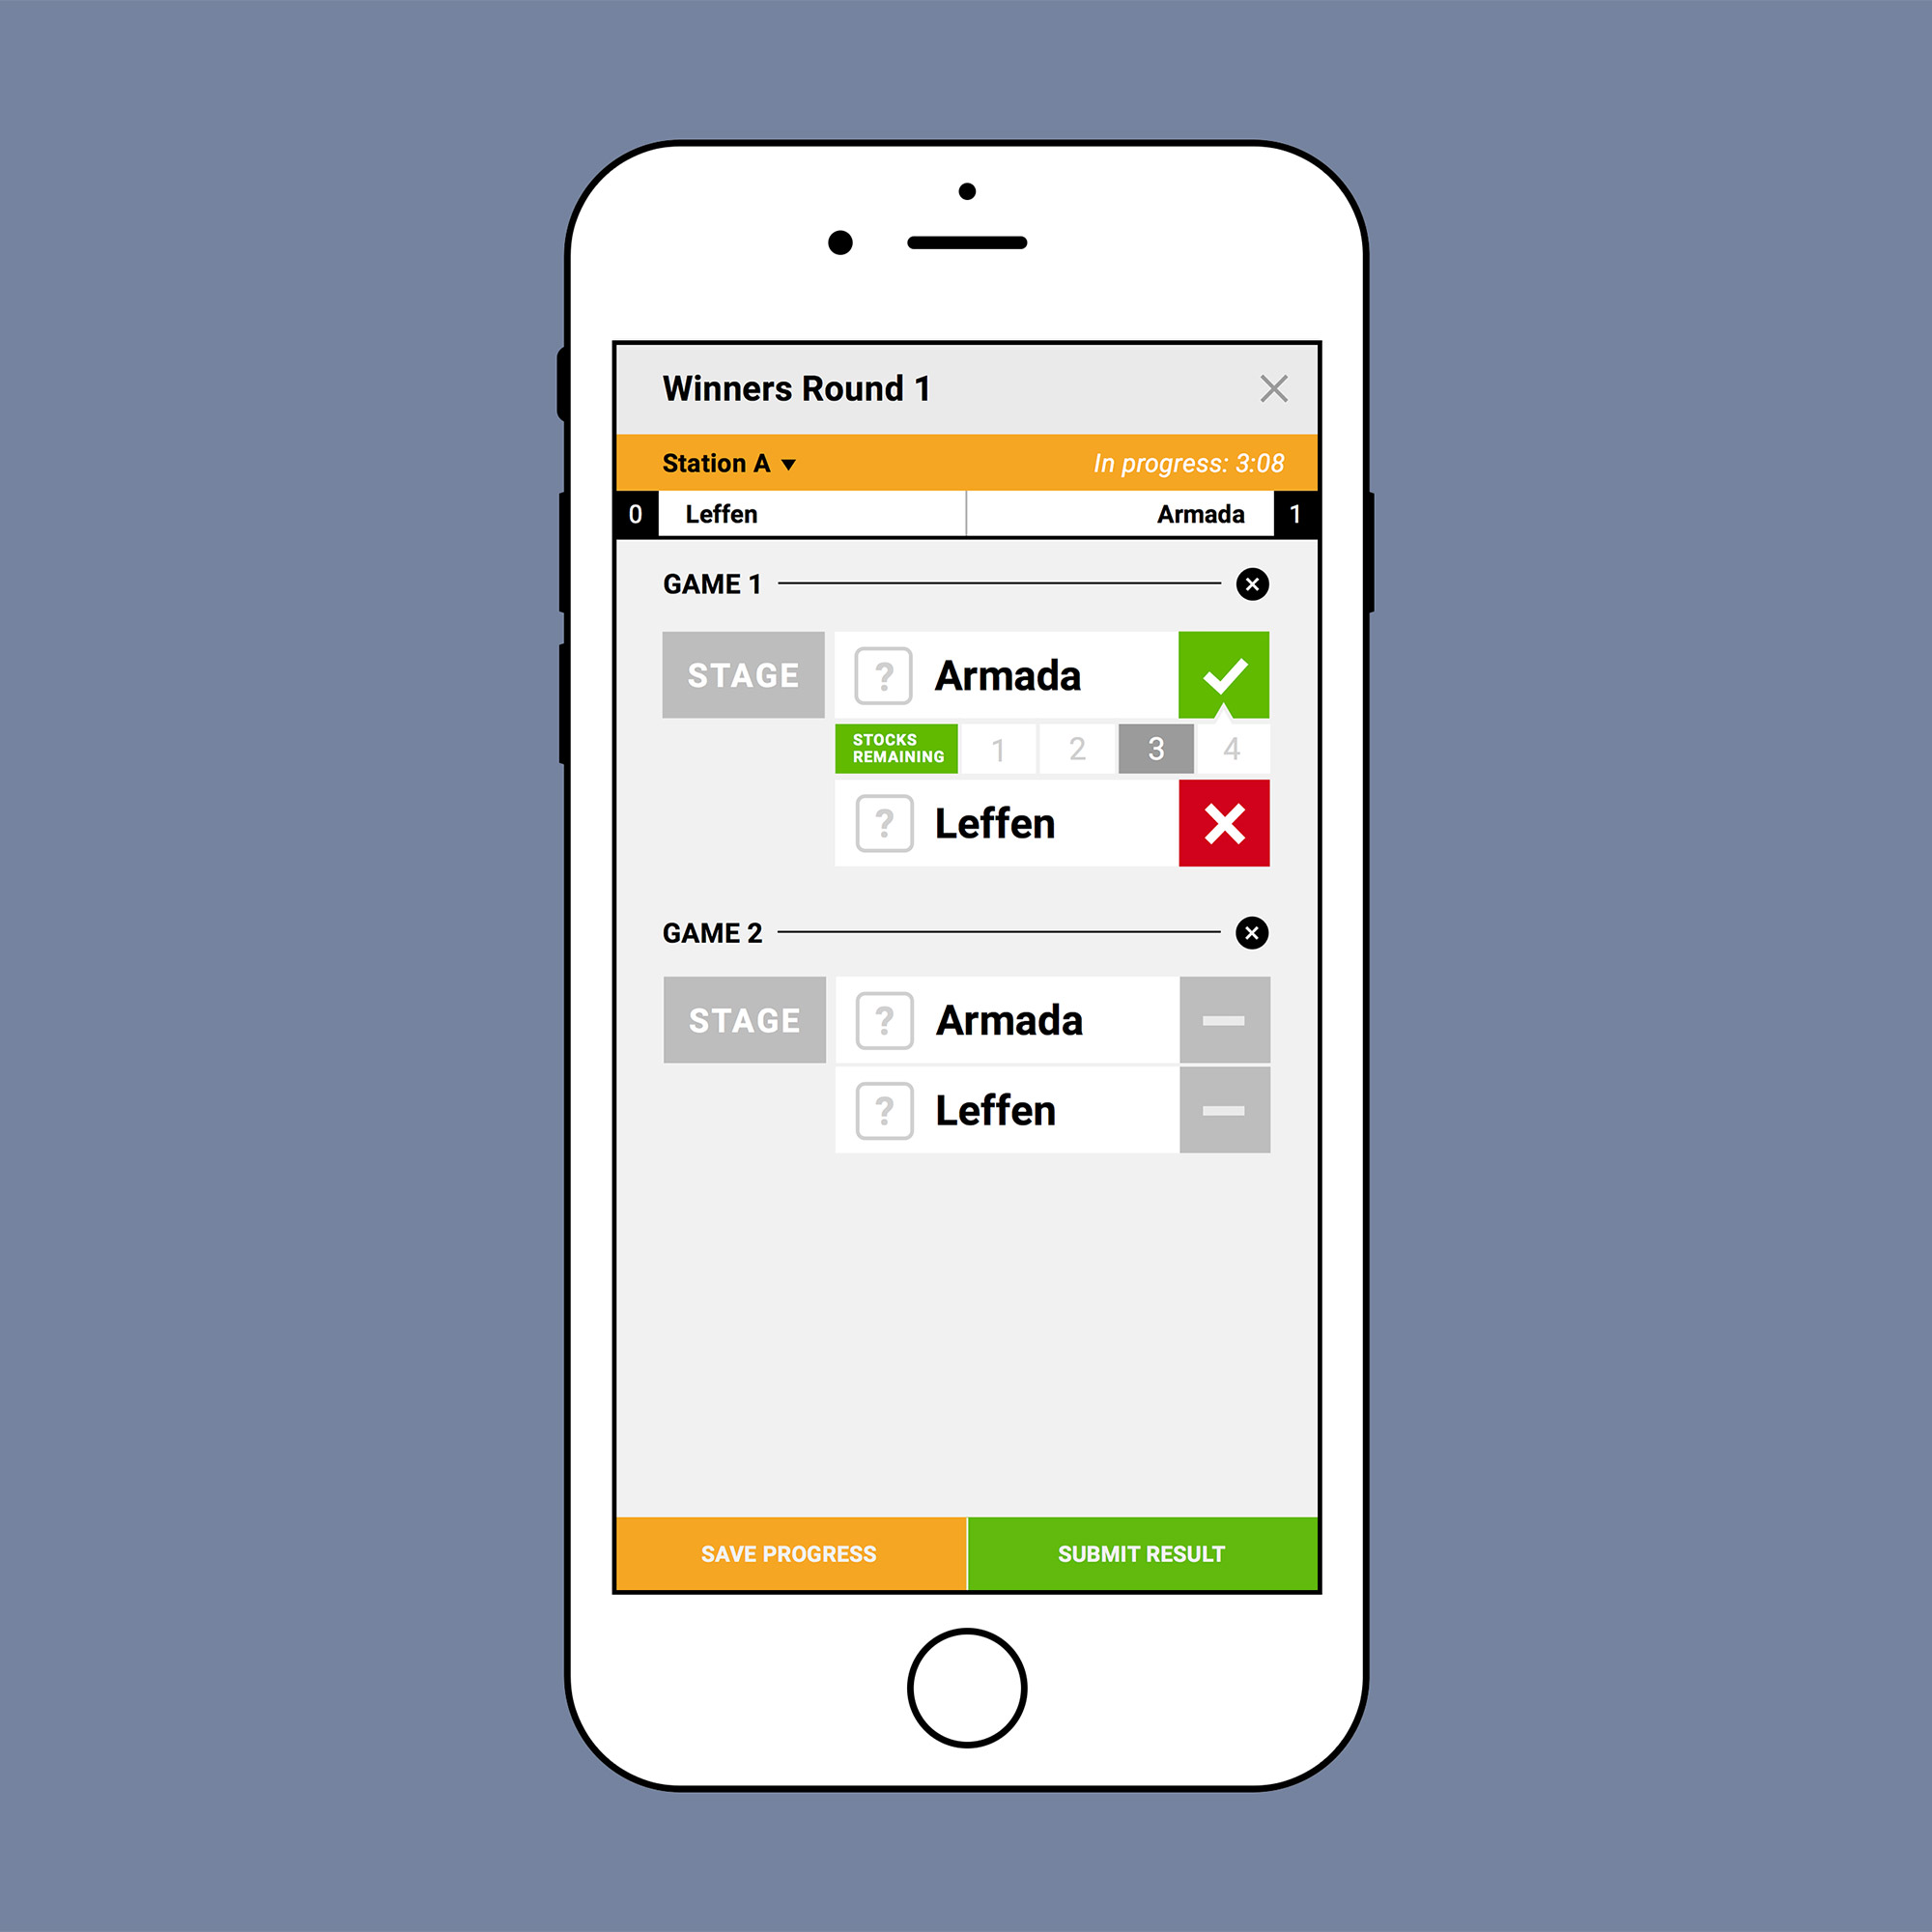 Winners Round 1
Station A In progress: 3:08
0 Leffen Armada 1
GAME 1
STAGE ? Armada
STOCKS
REMAINING 1 2 3 4
? Leffen
GAME 2
STAGE ? Armada
? Leffen
SAVE PROGRESS SUBMIT RESULT